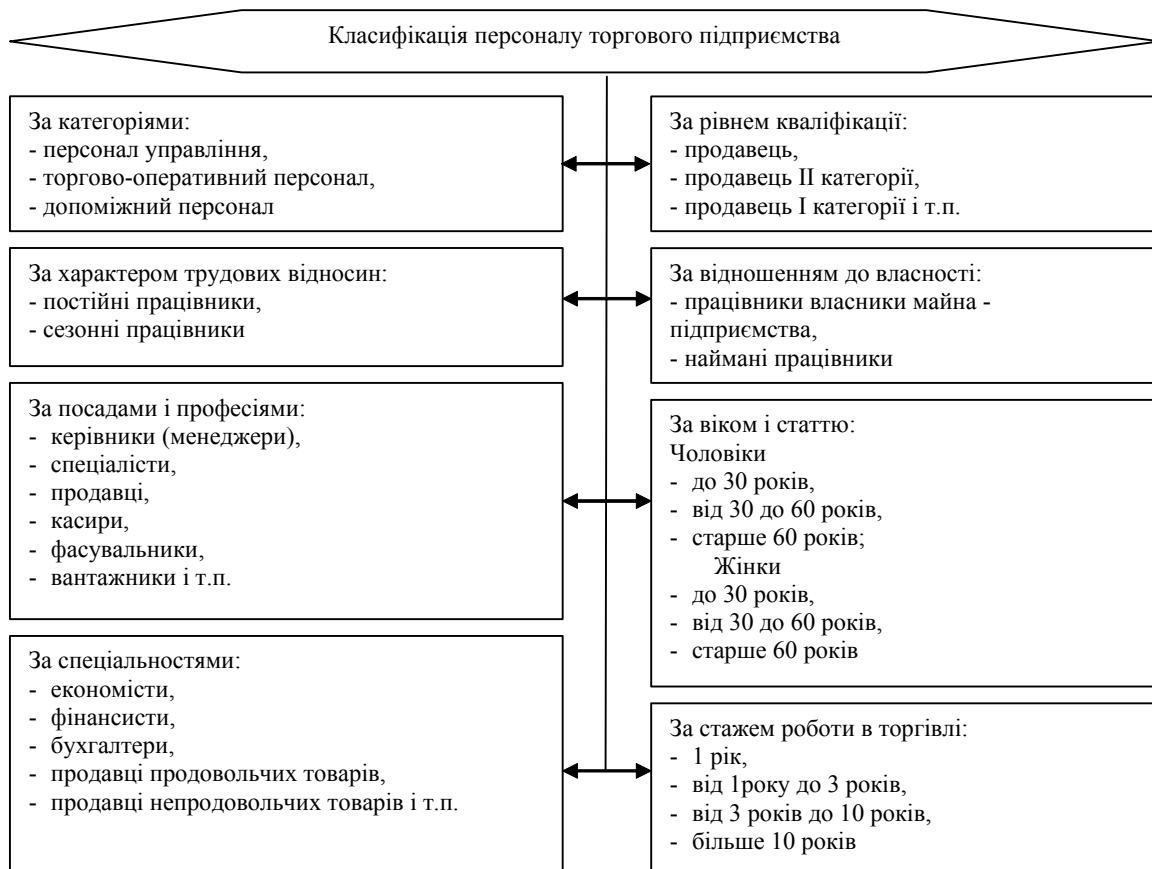 Класифікація персоналу торгового підприємства
За категоріями:
- персонал управління,
- торгово-оперативний персонал,
- допоміжний персонал
За рівнем кваліфікації:
- продавець,
- продавець ІІ категорії,
- продавець І категорії і т.п.
За характером трудових відносин:
- постійні працівники,
- сезонні працівники
За відношенням до власності:
- працівники власники майна -
підприємства,
- наймані працівники
За посадами і професіями:
- керівники (менеджери),
- спеціалісти,
- продавці,
- касири,
- фасувальники,
- вантажники і т.п.
За віком і статтю:
Чоловіки
- до 30 років,
- від 30 до 60 років,
- старше 60 років;
Жінки
- до 30 років,
- від 30 до 60 років,
- старше 60 років
За спеціальностями:
- економісти,
- фінансисти,
- бухгалтери,
- продавці продовольчих товарів,
- продавці непродовольчих товарів і т.п.
За стажем роботи в торгівлі:
- 1 рік,
- від 1року до 3 років,
- від 3 років до 10 років,
- більше 10 років